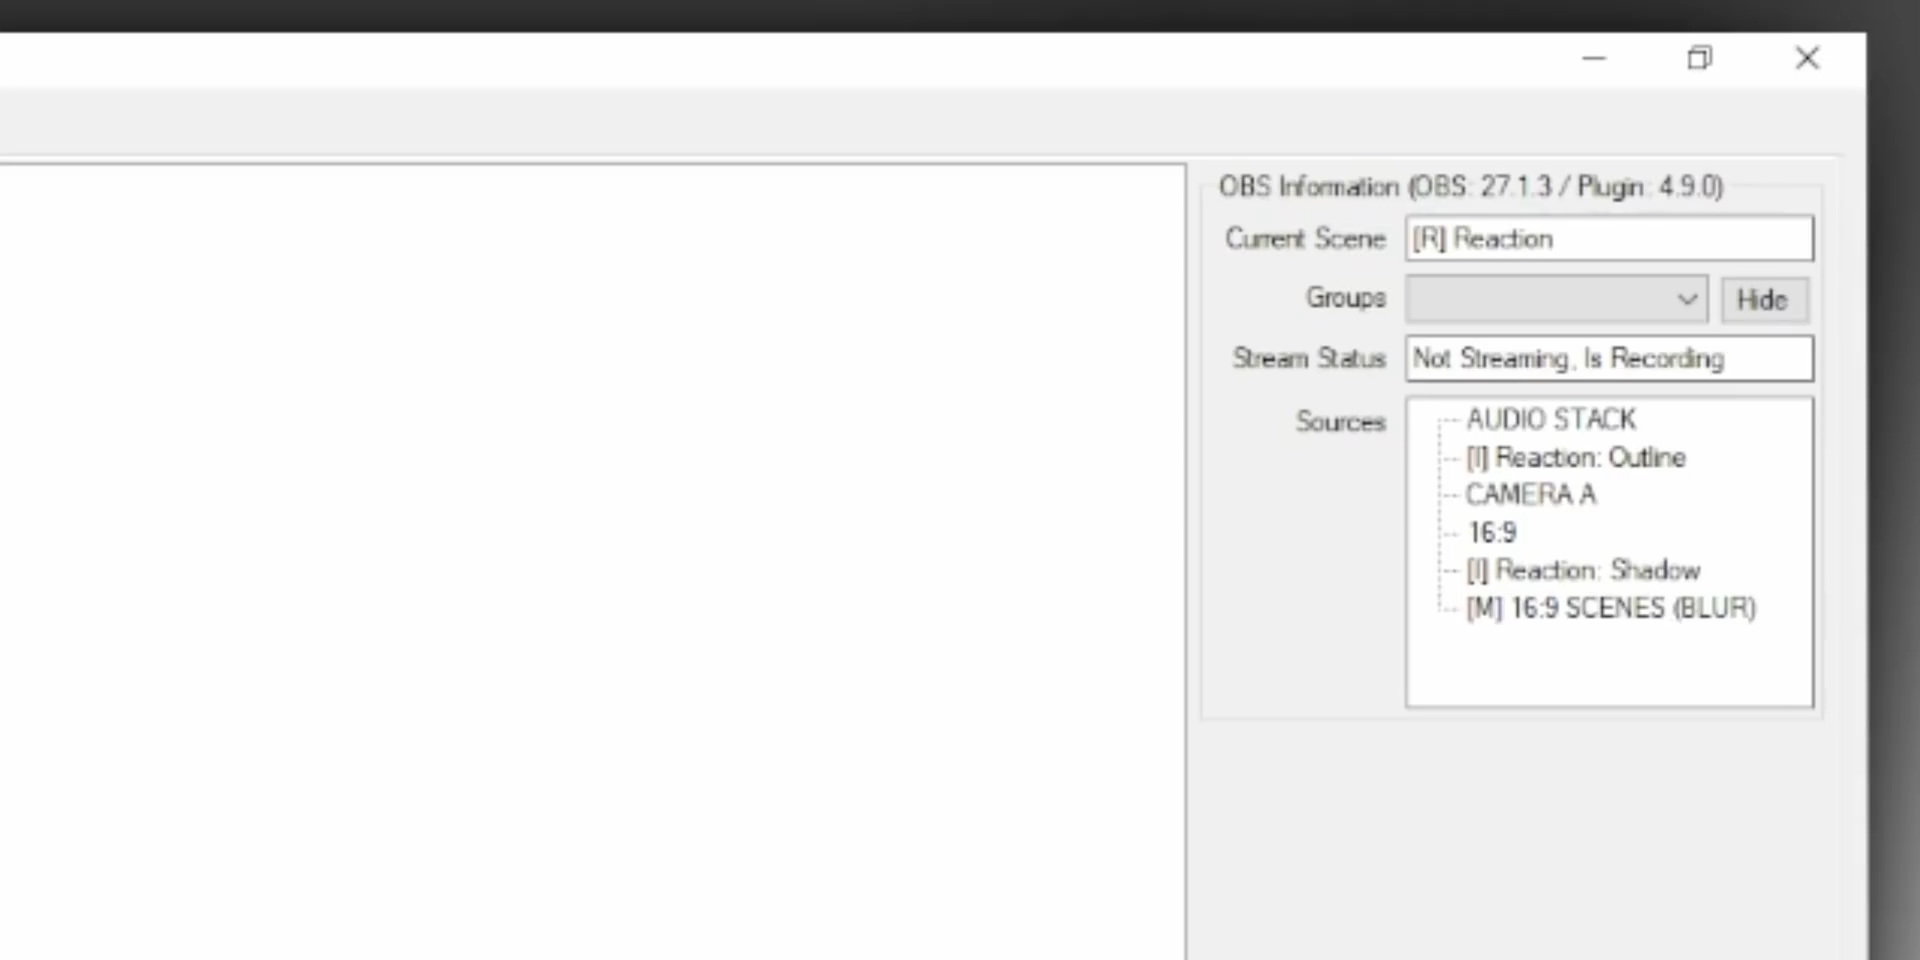 OBS Information (OBS: 27.1.3 / Plugin: 4.9.0)
Current Scene [R] Reaction
Groups Hide
Stream Status Not Streaming, Is Recording
Sources AUDIO STACK
[I] Reaction: Outline
CAMERA A
16:9
[I] Reaction: Shadow
[M] 16:9 SCENES (BLUR)